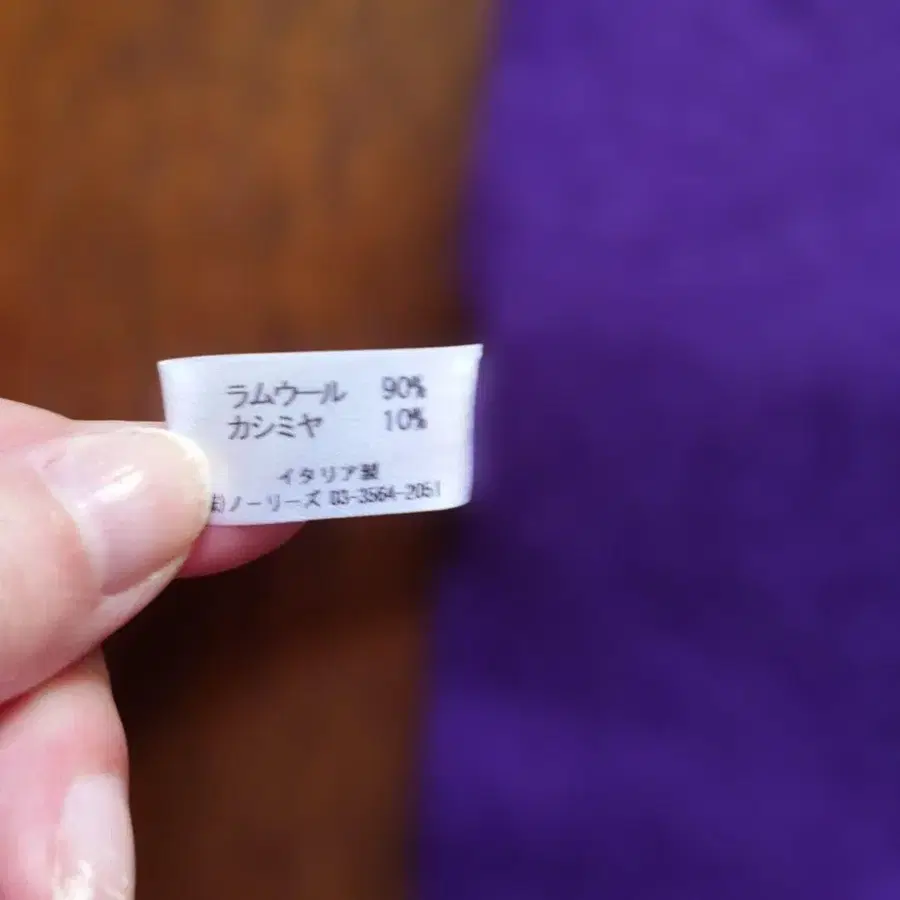 ラムウール 90%
カシミヤ 10%
イタリア製
㈱ノーリーズ 03-3564-2051